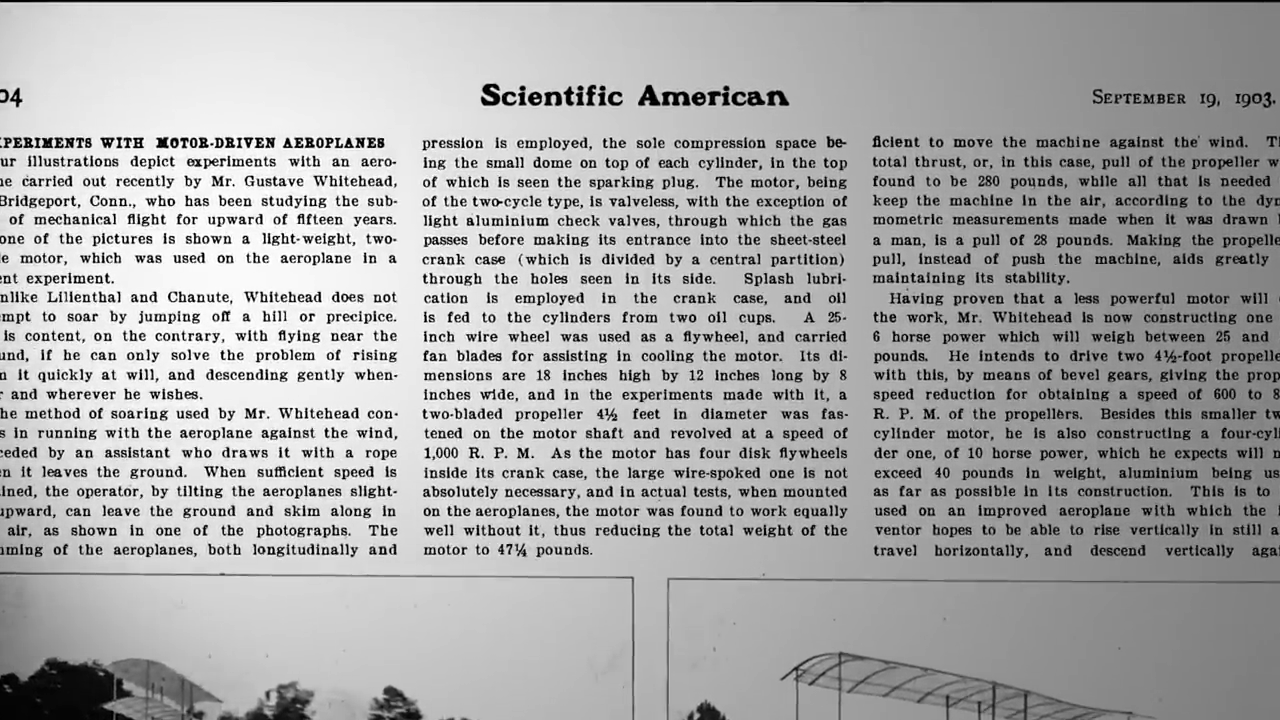 04
Scientific American
September 19, 1903.
XPERIMENTS WITH MOTOR-DRIVEN AEROPLANES
ur illustrations depict experiments with an aero-
ne carried out recently by Mr. Gustave Whitehead,
Bridgeport, Conn., who has been studying the sub-
of mechanical flight for upward of fifteen years.
one of the pictures is shown a light-weight, two-
le motor, which was used on the aeroplane in a
ent experiment.
nlike Lilienthal and Chanute, Whitehead does not
empt to soar by jumping off a hill or precipice.
is content, on the contrary, with flying near the
und, if he can only solve the problem of rising
m it quickly at will, and descending gently when-
r and wherever he wishes.
he method of soaring used by Mr. Whitehead con-
s in running with the aeroplane against the wind,
ceded by an assistant who draws it with a rope
en it leaves the ground. When sufficient speed is
ined, the operator, by tilting the aeroplanes slight-
upward, can leave the ground and skim along in
air, as shown in one of the photographs. The
ming of the aeroplanes, both longitudinally and
pression is employed, the sole compression space be-
ing the small dome on top of each cylinder, in the top
of which is seen the sparking plug. The motor, being
of the two-cycle type, is valveless, with the exception of
light aluminium check valves, through which the gas
passes before making its entrance into the sheet-steel
crank case (which is divided by a central partition)
through the holes seen in its side. Splash lubri-
cation is employed in the crank case, and oil
is fed to the cylinders from two oil cups. A 25-
inch wire wheel was used as a flywheel, and carried
fan blades for assisting in cooling the motor. Its di-
mensions are 18 inches high by 12 inches long by 8
inches wide, and in the experiments made with it, a
two-bladed propeller 4½ feet in diameter was fas-
tened on the motor shaft and revolved at a speed of
1,000 R. P. M. As the motor has four disk flywheels
inside its crank case, the large wire-spoked one is not
absolutely necessary, and in actual tests, when mounted
on the aeroplanes, the motor was found to work equally
well without it, thus reducing the total weight of the
motor to 47¼ pounds.
ficient to move the machine against the wind. T
total thrust, or, in this case, pull of the propeller w
found to be 280 pounds, while all that is needed
keep the machine in the air, according to the dyn
mometric measurements made when it was drawn
a man, is a pull of 28 pounds. Making the propelle
pull, instead of push the machine, aids greatly
maintaining its stability.
Having proven that a less powerful motor will
the work, Mr. Whitehead is now constructing one
6 horse power which will weigh between 25 and
pounds. He intends to drive two 4½-foot propelle
with this, by means of bevel gears, giving the prop
speed reduction for obtaining a speed of 600 to 8
R. P. M. of the propellers. Besides this smaller tw
cylinder motor, he is also constructing a four-cyli
der one, of 10 horse power, which he expects will n
exceed 40 pounds in weight, aluminium being us
as far as possible in its construction. This is to
used on an improved aeroplane with which the i
ventor hopes to be able to rise vertically in still a
travel horizontally, and descend vertically aga